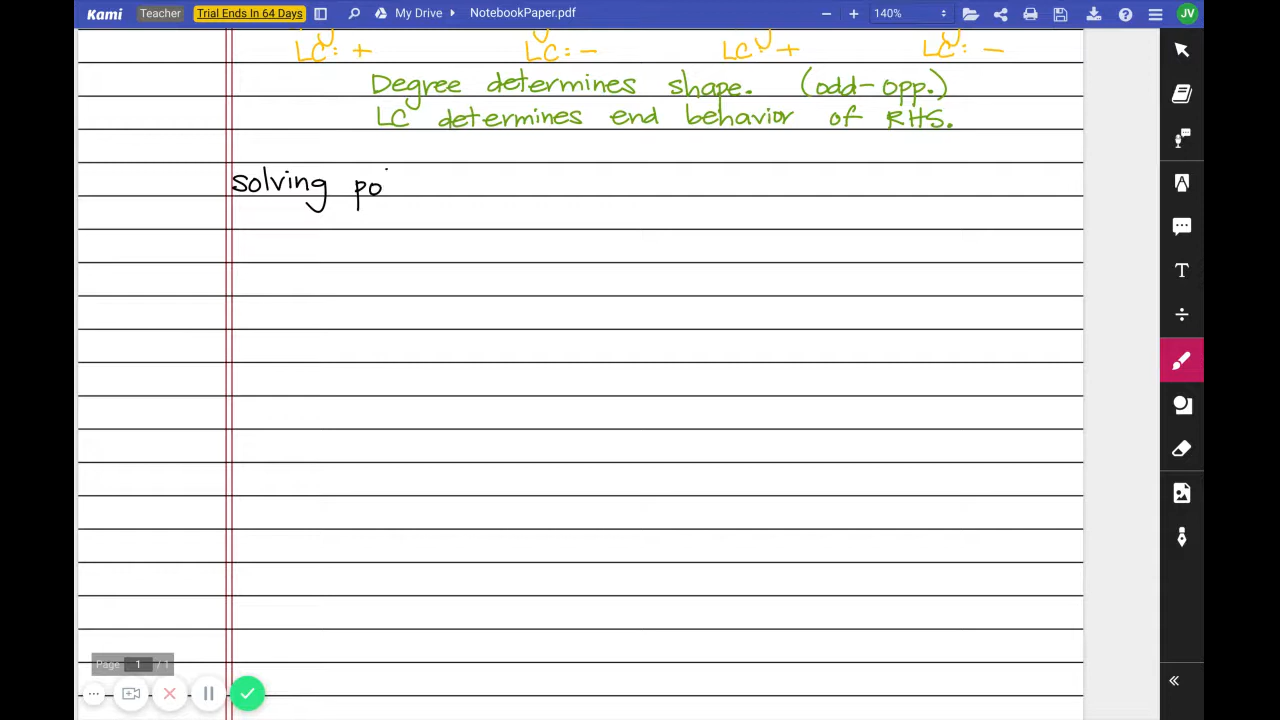 Kami Teacher Trial Ends In 64 Days My Drive NotebookPaper.pdf 140% JV
LC: + LC: - LC: + LC: -
Degree determines shape. (odd-opp.)
LC determines end behavior of RHS.
solving po
Page 1 / 1